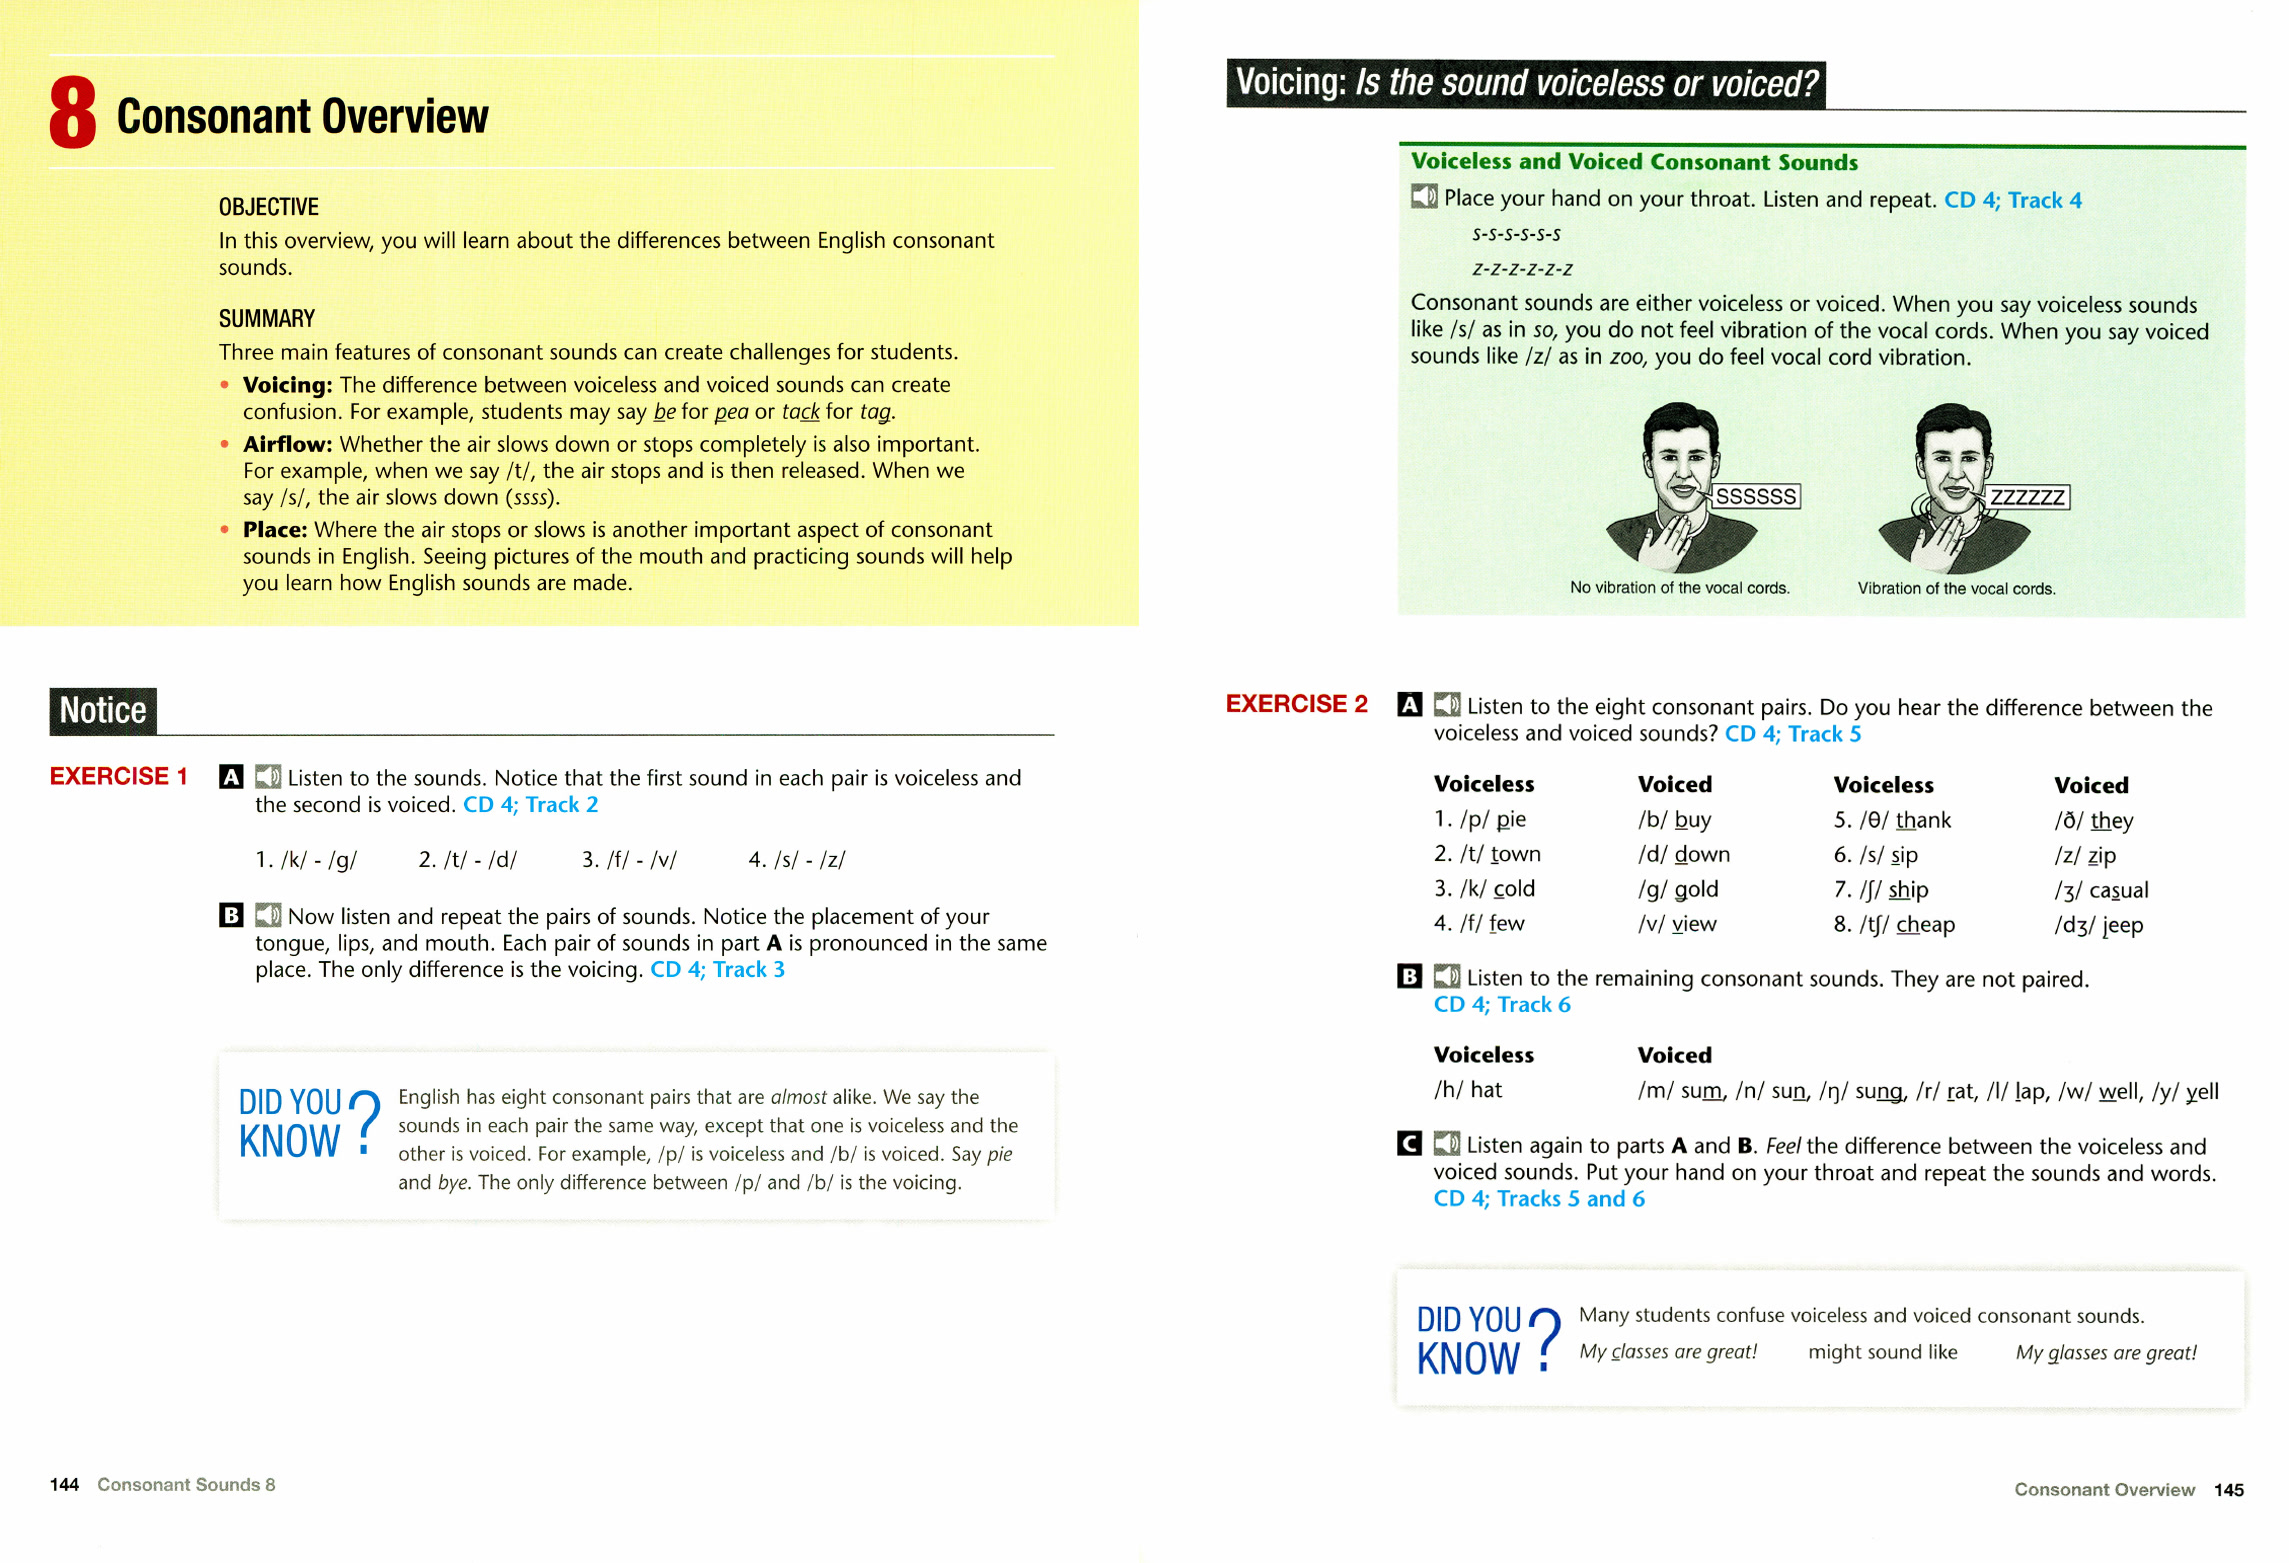 8 Consonant Overview
OBJECTIVE
In this overview, you will learn about the differences between English consonant
sounds.
SUMMARY
Three main features of consonant sounds can create challenges for students.
• Voicing: The difference between voiceless and voiced sounds can create
confusion. For example, students may say be for pea or tack for tag.
• Airflow: Whether the air slows down or stops completely is also important.
For example, when we say /t/, the air stops and is then released. When we
say /s/, the air slows down (ssss).
• Place: Where the air stops or slows is another important aspect of consonant
sounds in English. Seeing pictures of the mouth and practicing sounds will help
you learn how English sounds are made.
Notice
EXERCISE 1 A Listen to the sounds. Notice that the first sound in each pair is voiceless and
the second is voiced. CD 4; Track 2
1. /k/ - /g/ 2. /t/ - /d/ 3. /f/ - /v/ 4. /s/ - /z/
B Now listen and repeat the pairs of sounds. Notice the placement of your
tongue, lips, and mouth. Each pair of sounds in part A is pronounced in the same
place. The only difference is the voicing. CD 4; Track 3
DID YOU KNOW?
English has eight consonant pairs that are almost alike. We say the
sounds in each pair the same way, except that one is voiceless and the
other is voiced. For example, /p/ is voiceless and /b/ is voiced. Say pie
and bye. The only difference between /p/ and /b/ is the voicing.
144 Consonant Sounds 8
Voicing: Is the sound voiceless or voiced?
Voiceless and Voiced Consonant Sounds
Place your hand on your throat. Listen and repeat. CD 4; Track 4
s-s-s-s-s-s
z-z-z-z-z-z
Consonant sounds are either voiceless or voiced. When you say voiceless sounds
like /s/ as in so, you do not feel vibration of the vocal cords. When you say voiced
sounds like /z/ as in zoo, you do feel vocal cord vibration.
SSSSSS ZZZZZZ
No vibration of the vocal cords. Vibration of the vocal cords.
EXERCISE 2 A Listen to the eight consonant pairs. Do you hear the difference between the
voiceless and voiced sounds? CD 4; Track 5
Voiceless Voiced Voiceless Voiced
1. /p/ pie /b/ buy 5. /θ/ thank /ð/ they
2. /t/ town /d/ down 6. /s/ sip /z/ zip
3. /k/ cold /g/ gold 7. /ʃ/ ship /ʒ/ casual
4. /f/ few /v/ view 8. /tʃ/ cheap /dʒ/ jeep
B Listen to the remaining consonant sounds. They are not paired.
CD 4; Track 6
Voiceless Voiced
/h/ hat /m/ sum, /n/ sun, /ŋ/ sung, /r/ rat, /l/ lap, /w/ well, /y/ yell
C Listen again to parts A and B. Feel the difference between the voiceless and
voiced sounds. Put your hand on your throat and repeat the sounds and words.
CD 4; Tracks 5 and 6
DID YOU KNOW?
Many students confuse voiceless and voiced consonant sounds.
My classes are great! might sound like My glasses are great!
Consonant Overview 145